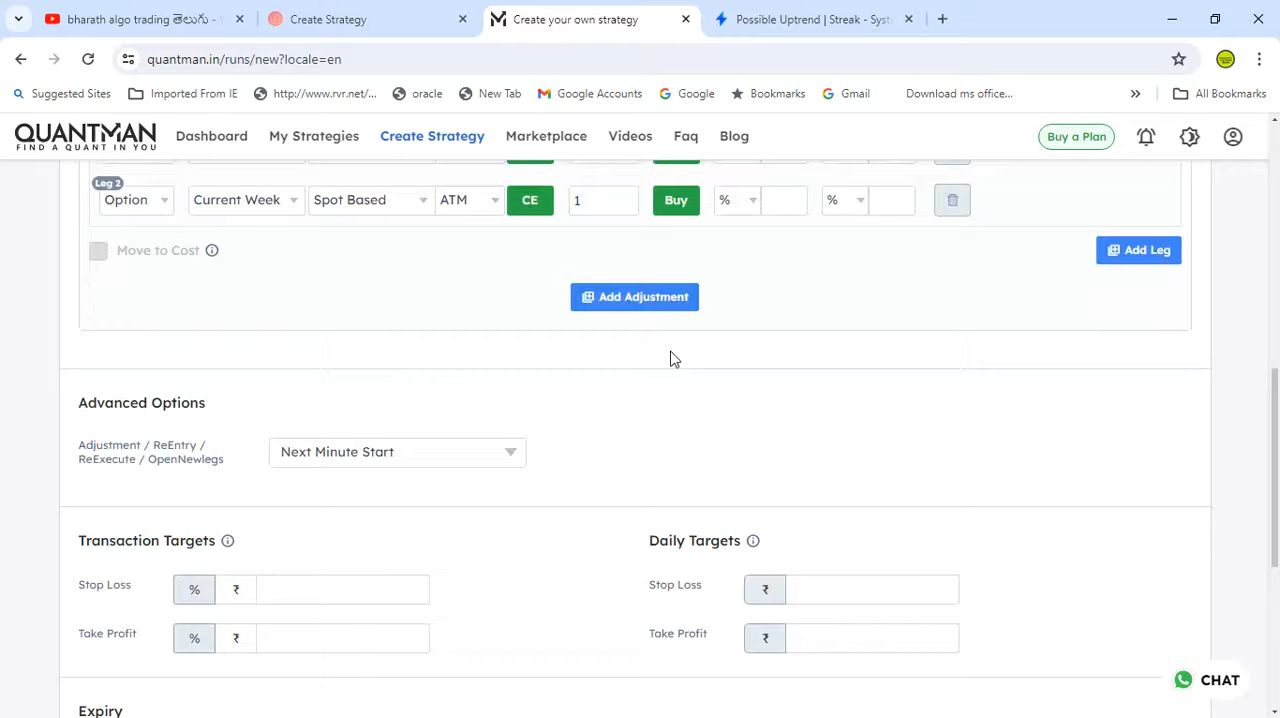 bharath algo trading తెలుగు -
Create Strategy
Create your own strategy
Possible Uptrend | Streak - Syste
quantman.in/runs/new?locale=en
Suggested Sites
Imported From IE
http://www.rvr.net/...
oracle
New Tab
Google Accounts
Google
Bookmarks
Gmail
Download ms office...
All Bookmarks
QUANTMAN
FIND A QUANT IN YOU
Dashboard
My Strategies
Create Strategy
Marketplace
Videos
Faq
Blog
Buy a Plan
Leg 2
Option
Current Week
Spot Based
ATM
CE
1
Buy
%
%
Move to Cost
Add Leg
Add Adjustment
Advanced Options
Adjustment / ReEntry /
ReExecute / OpenNewlegs
Next Minute Start
Transaction Targets
Daily Targets
Stop Loss
% ₹
Stop Loss
₹
Take Profit
% ₹
Take Profit
₹
CHAT
Expiry